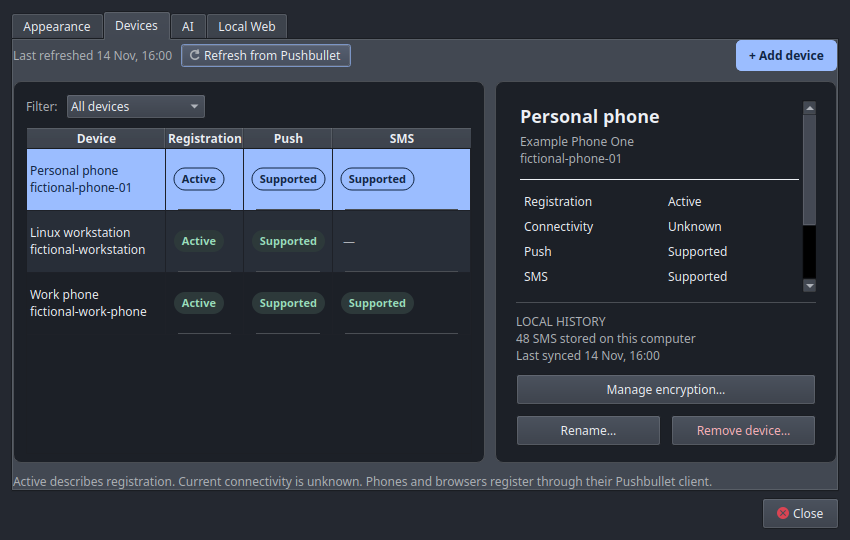 Appearance Devices AI Local Web
Last refreshed 14 Nov, 16:00 Refresh from Pushbullet + Add device
Filter: All devices
Device Registration Push SMS
Personal phone
fictional-phone-01
Active Supported Supported
Linux workstation
fictional-workstation
Active Supported —
Work phone
fictional-work-phone
Active Supported Supported
Personal phone
Example Phone One
fictional-phone-01
Registration Active
Connectivity Unknown
Push Supported
SMS Supported
LOCAL HISTORY
48 SMS stored on this computer
Last synced 14 Nov, 16:00
Manage encryption...
Rename... Remove device...
Active describes registration. Current connectivity is unknown. Phones and browsers register through their Pushbullet client.
Close